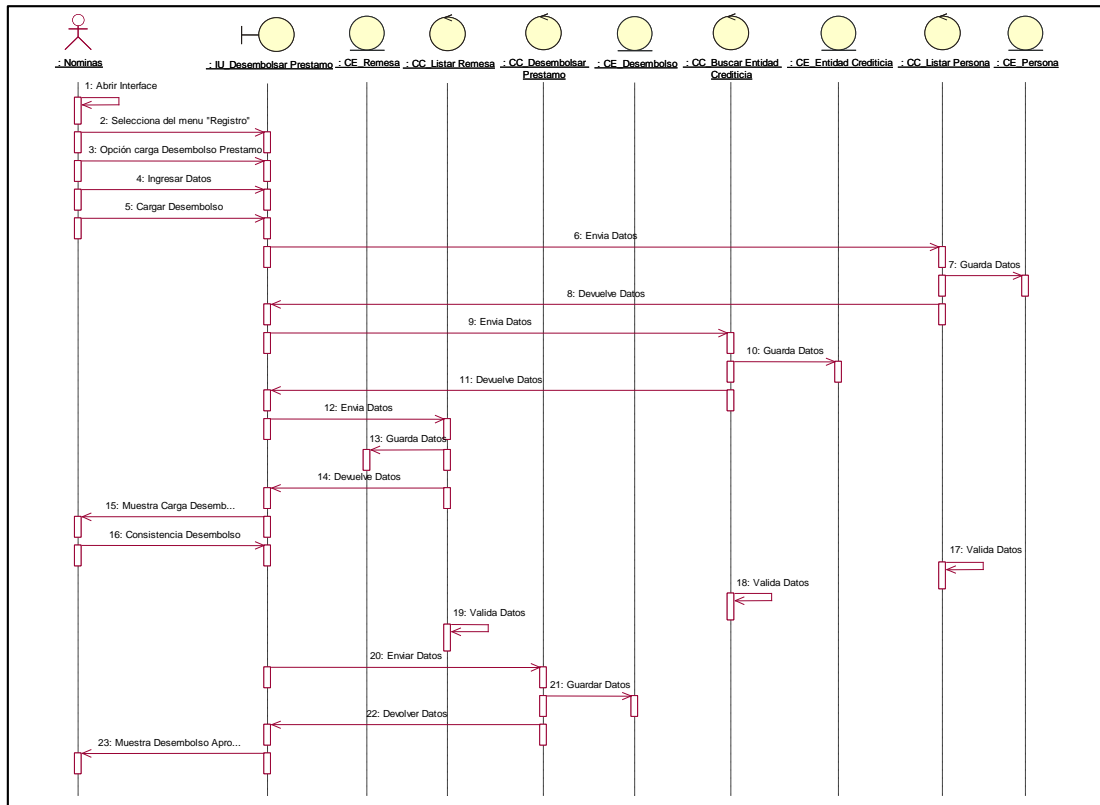 : Nominas
: IU_Desembolsar Prestamo
: CE_Remesa
: CC_Listar Remesa
: CC_Desembolsar
Prestamo
: CE_Desembolso
: CC_Buscar Entidad
Crediticia
: CE_Entidad Crediticia
: CC_Listar Persona
: CE_Persona
1: Abrir Interface
2: Selecciona del menu "Registro"
3: Opción carga Desembolso Prestamo
4: Ingresar Datos
5: Cargar Desembolso
6: Envia Datos
7: Guarda Datos
8: Devuelve Datos
9: Envia Datos
10: Guarda Datos
11: Devuelve Datos
12: Envia Datos
13: Guarda Datos
14: Devuelve Datos
15: Muestra Carga Desemb...
16: Consistencia Desembolso
17: Valida Datos
18: Valida Datos
19: Valida Datos
20: Enviar Datos
21: Guardar Datos
22: Devolver Datos
23: Muestra Desembolso Apro...